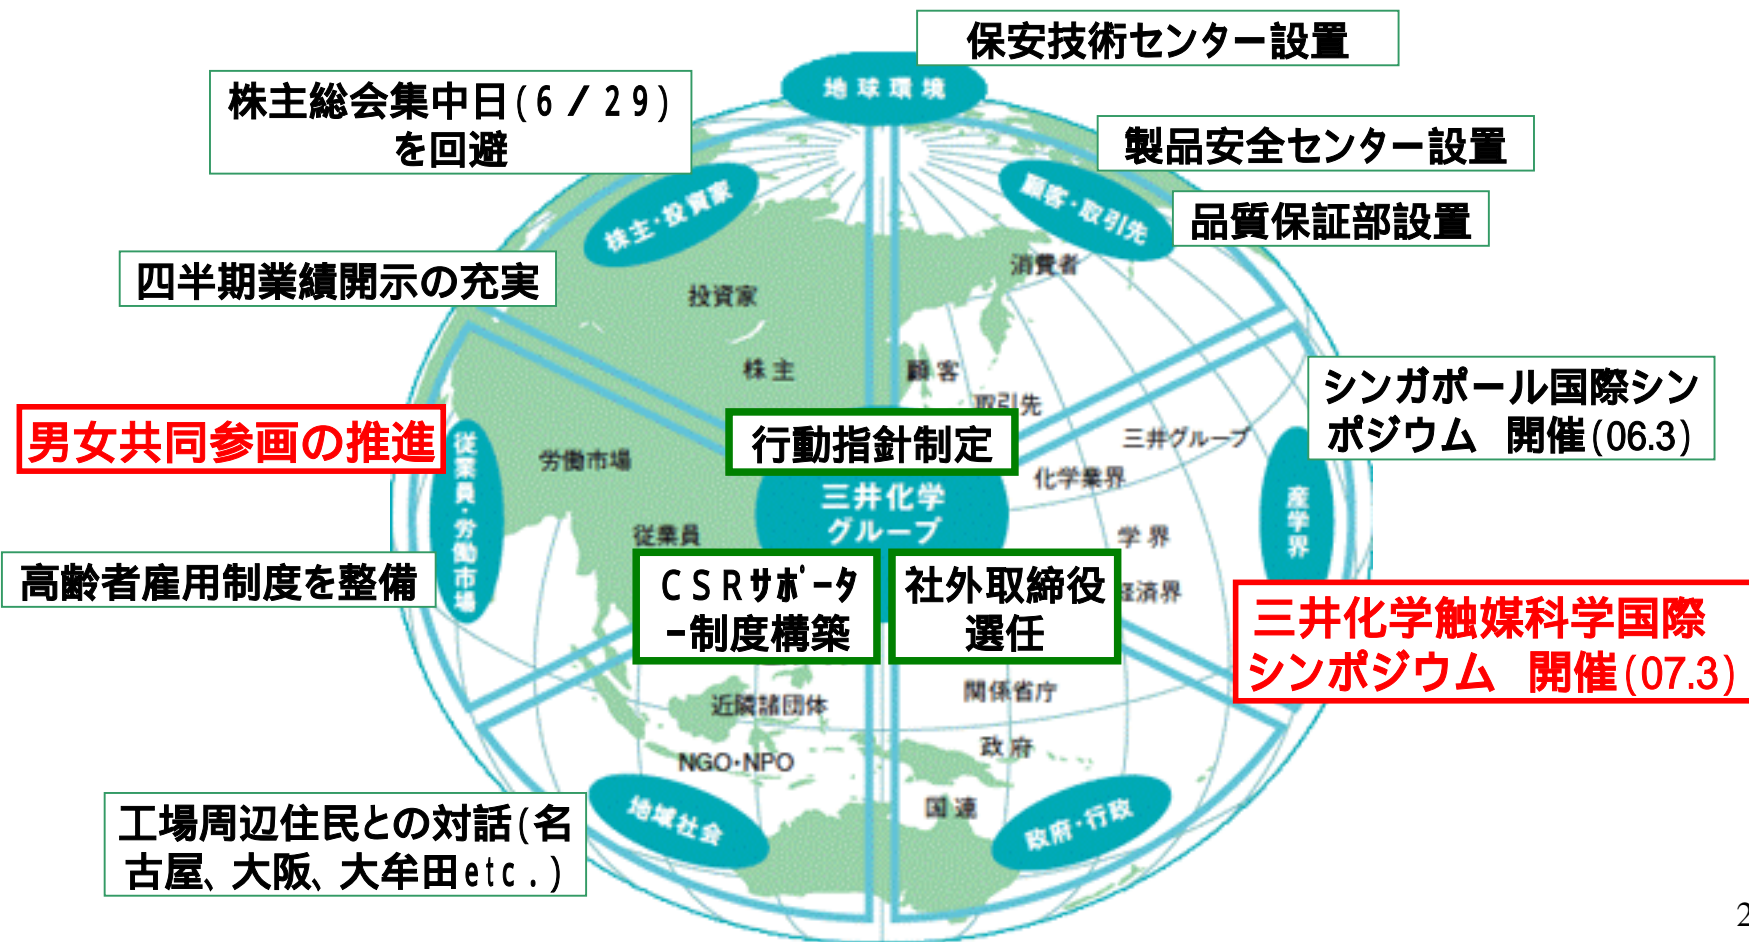 保安技術センター設置
地球環境
株主総会集中日(6/29)
を回避
製品安全センター設置
株主・投資家
顧客・取引先
品質保証部設置
四半期業績開示の充実
消費者
投資家
株主
顧客
取引先
シンガポール国際シン
ポジウム 開催(06.3)
男女共同参画の推進
行動指針制定
三井グループ
労働市場
化学業界
従業員・労働市場
三井化学
グループ
産学界
従業員
学界
高齢者雇用制度を整備
CSRサポータ
ー制度構築
社外取締役
選任
経済界
三井化学触媒科学国際
シンポジウム 開催(07.3)
近隣諸団体
関係省庁
NGO・NPO
政府
国連
地域社会
政府・行政
工場周辺住民との対話(名
古屋、大阪、大牟田etc.)
2